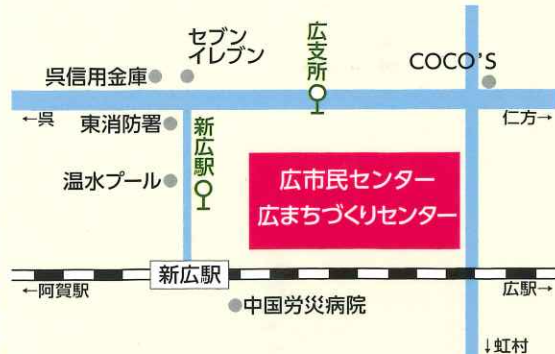 セブン
イレブン
広支所
COCO'S
呉信用金庫
←呉
仁方→
東消防署
新広駅
温水プール
広市民センター
広まちづくりセンター
新広駅
←阿賀駅
広駅→
中国労災病院
↓虹村